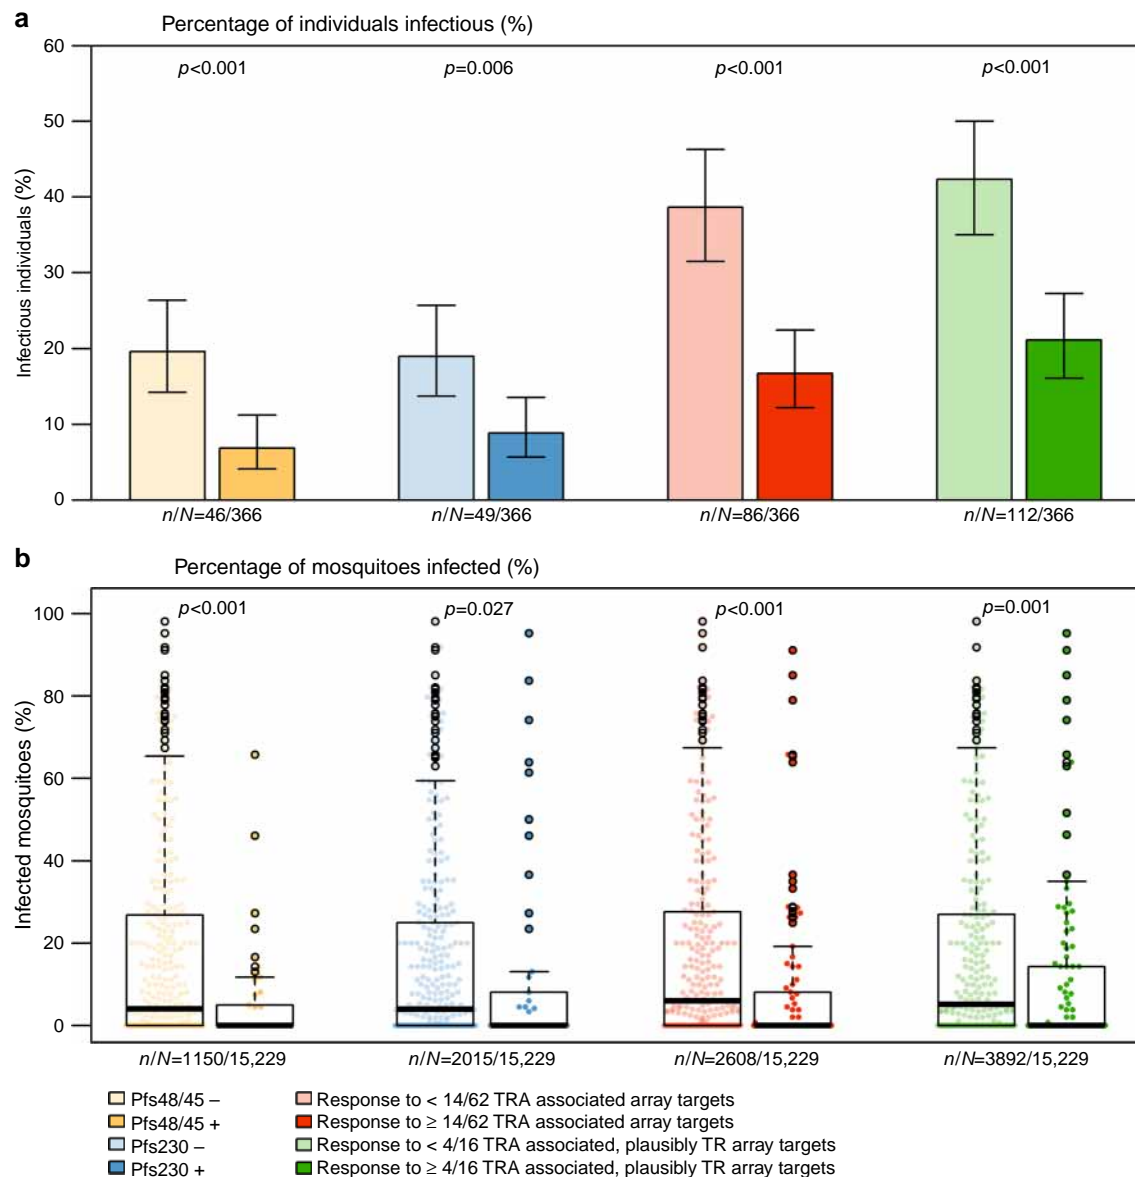 a
Percentage of individuals infectious (%)
60
50
40
30
20
10
0
Infectious individuals (%)
p<0.001
p=0.006
p<0.001
p<0.001
n/N=46/366
n/N=49/366
n/N=86/366
n/N=112/366
b
Percentage of mosquitoes infected (%)
100
80
60
40
20
0
Infected mosquitoes (%)
p<0.001
p=0.027
p<0.001
p=0.001
n/N=1150/15,229
n/N=2015/15,229
n/N=2608/15,229
n/N=3892/15,229
Pfs48/45 –
Pfs48/45 +
Pfs230 –
Pfs230 +
Response to < 14/62 TRA associated array targets
Response to ≥ 14/62 TRA associated array targets
Response to < 4/16 TRA associated, plausibly TR array targets
Response to ≥ 4/16 TRA associated, plausibly TR array targets